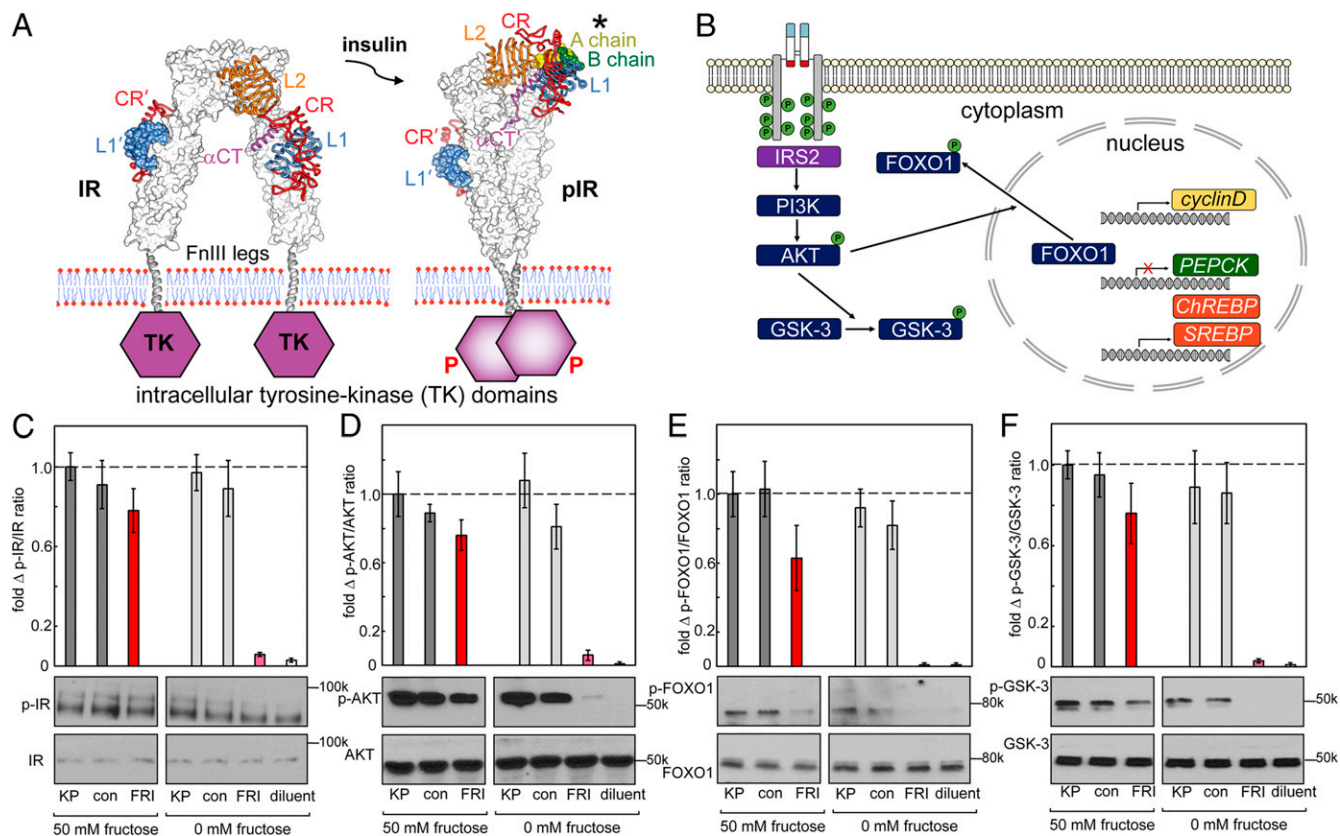 A
insulin
*
L2
CR
CR′
L1′
L1
αCT′
IR
FnIII legs
TK
TK
L2
CR
A chain
B chain
L1
αCT′
CR′
L1′
pIR
P
P
intracellular tyrosine-kinase (TK) domains
B
P
P
P
P
P
P
P
P
cytoplasm
nucleus
IRS2
PI3K
AKT
P
GSK-3
GSK-3
P
FOXO1
P
FOXO1
cyclinD
X
PEPCK
ChREBP
SREBP
C
fold Δ p-IR/IR ratio
1.0
0.6
0.2
0
p-IR
100k
IR
100k
KP con FRI KP con FRI diluent
50 mM fructose 0 mM fructose
D
fold Δ p-AKT/AKT ratio
1.0
0.6
0.2
0
p-AKT
50k
AKT
50k
KP con FRI KP con FRI diluent
50 mM fructose 0 mM fructose
E
fold Δ p-FOXO1/FOXO1 ratio
1.0
0.6
0.2
0
p-FOXO1
80k
FOXO1
80k
KP con FRI KP con FRI diluent
50 mM fructose 0 mM fructose
F
fold Δ p-GSK-3/GSK-3 ratio
1.0
0.6
0.2
0
p-GSK-3
50k
GSK-3
50k
KP con FRI KP con FRI diluent
50 mM fructose 0 mM fructose